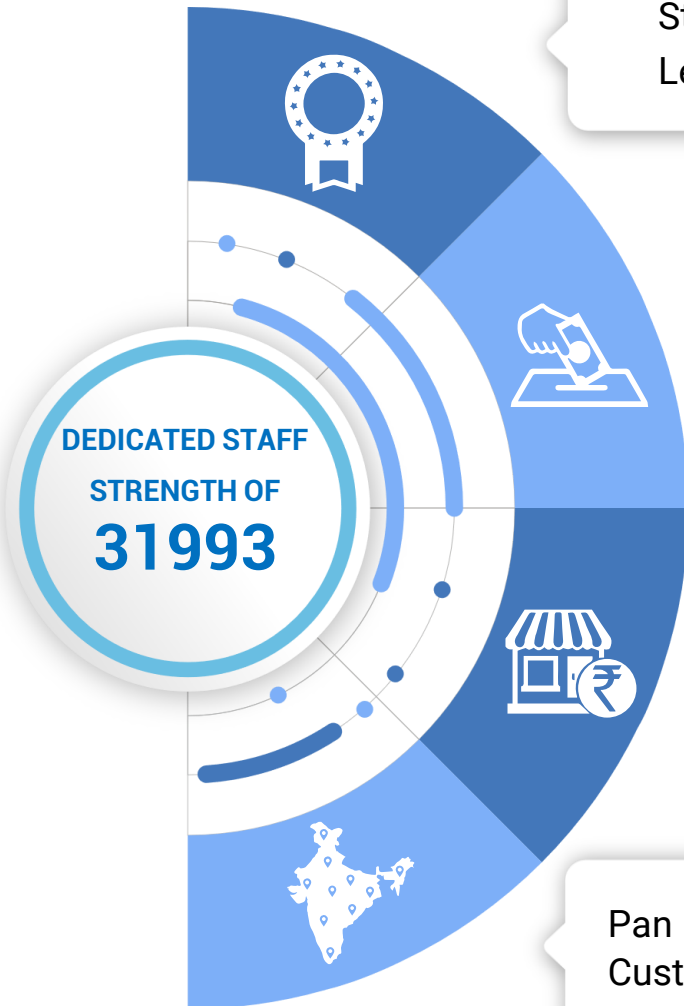 DEDICATED STAFF
STRENGTH OF
31993
₹
Pan